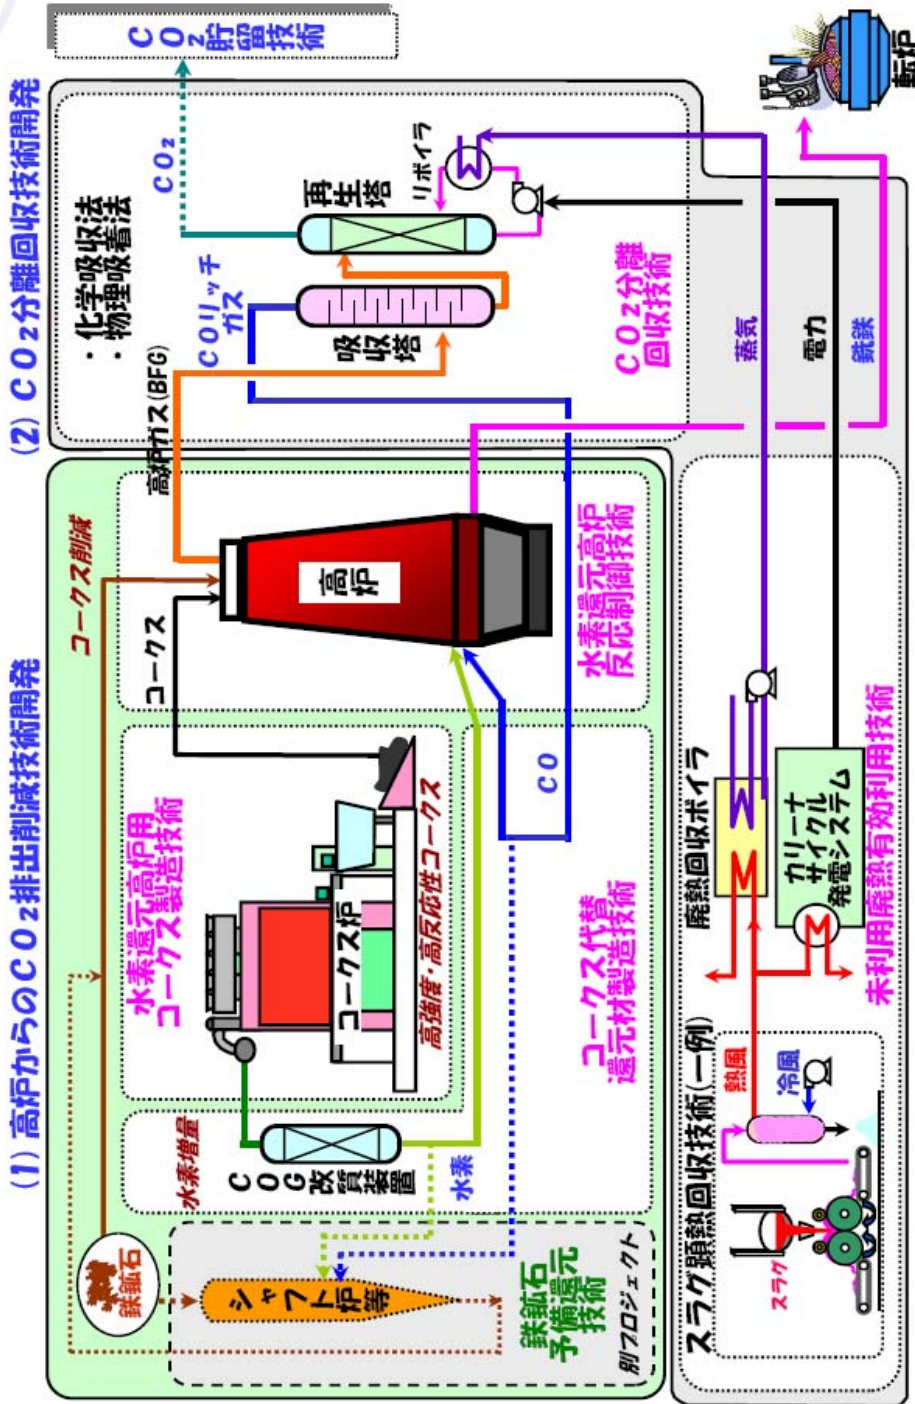 (1) 高炉からのCO₂排出削減技術開発
(2) CO₂分離回収技術開発
CO₂貯留技術
鉄鉱石
コークス削減
高炉ガス(BFG)
・化学吸収法
・物理吸着法
CO₂
転炉
水素増量
COG改質装置
水素
水素還元高炉用
コークス製造技術
コークス炉
高強度・高反応性コークス
コークス
高炉
COリッチ
ガス
吸収塔
再生塔
リボイラ
シャフト炉等
鉄鉱石
予備還元
技術
別プロジェクト
コークス代替
還元材製造技術
CO
水素還元高炉
反応制御技術
CO₂分離
回収技術
スラグ顕熱回収技術(一例)
スラグ
熱風
冷風
廃熱回収ボイラ
カリーナ
サイクル
発電システム
未利用廃熱有効利用技術
蒸気
電力
銑鉄